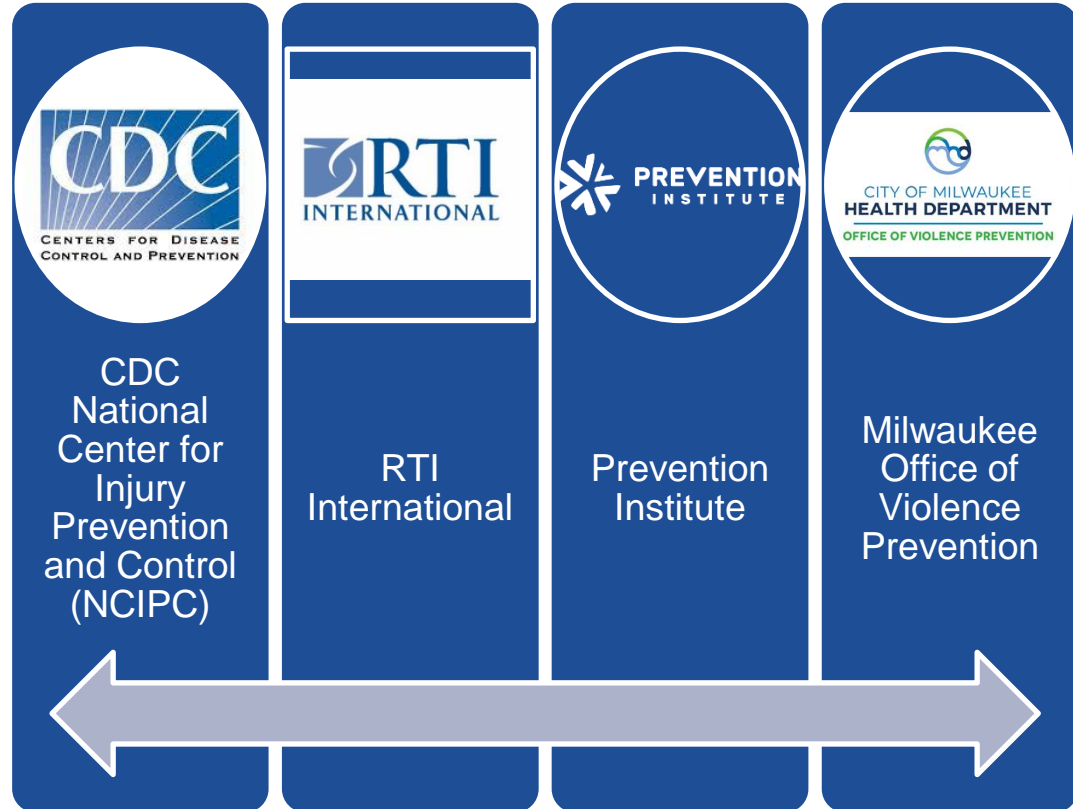 CDC
CENTERS FOR DISEASE
CONTROL AND PREVENTION
CDC
National
Center for
Injury
Prevention
and Control
(NCIPC)
RTI
INTERNATIONAL
RTI
International
PREVENTION
INSTITUTE
Prevention
Institute
CITY OF MILWAUKEE
HEALTH DEPARTMENT
OFFICE OF VIOLENCE PREVENTION
Milwaukee
Office of
Violence
Prevention